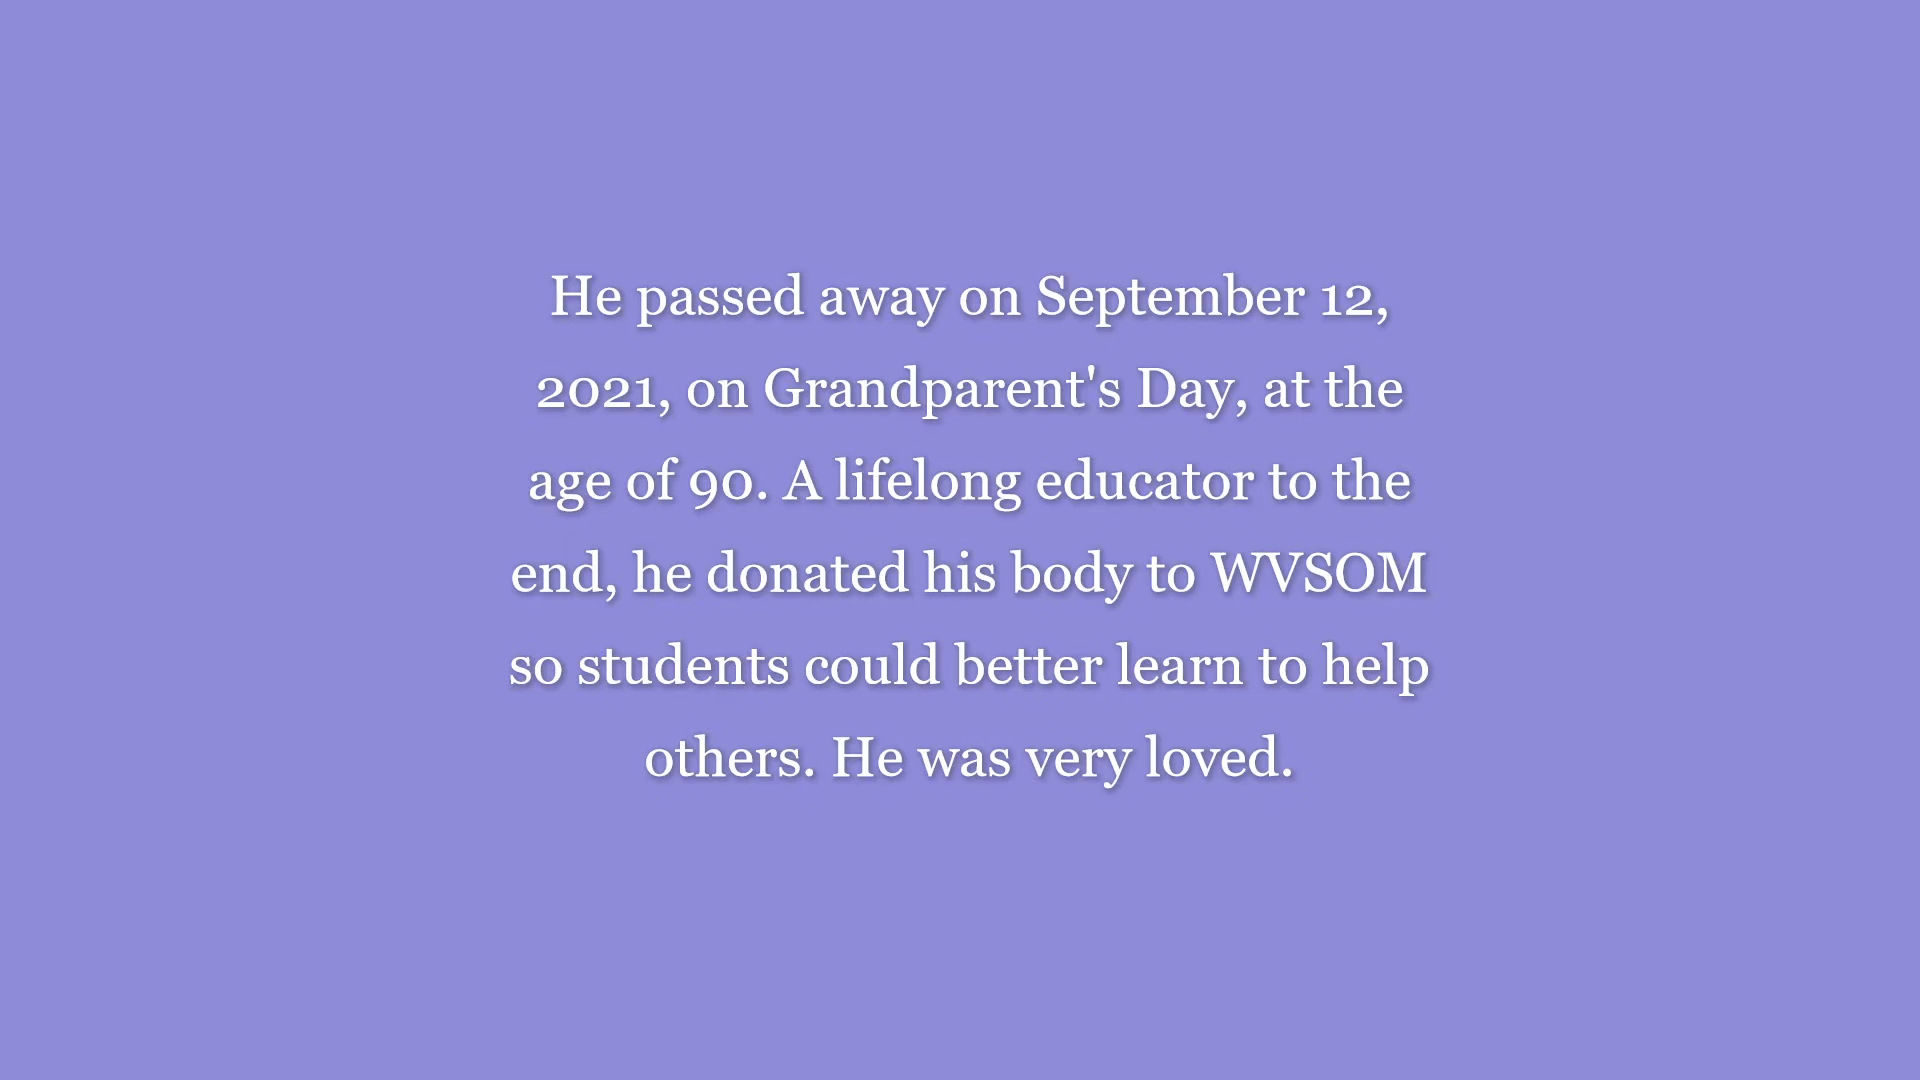 He passed away on September 12,
2021, on Grandparent's Day, at the
age of 90. A lifelong educator to the
end, he donated his body to WVSOM
so students could better learn to help
others. He was very loved.